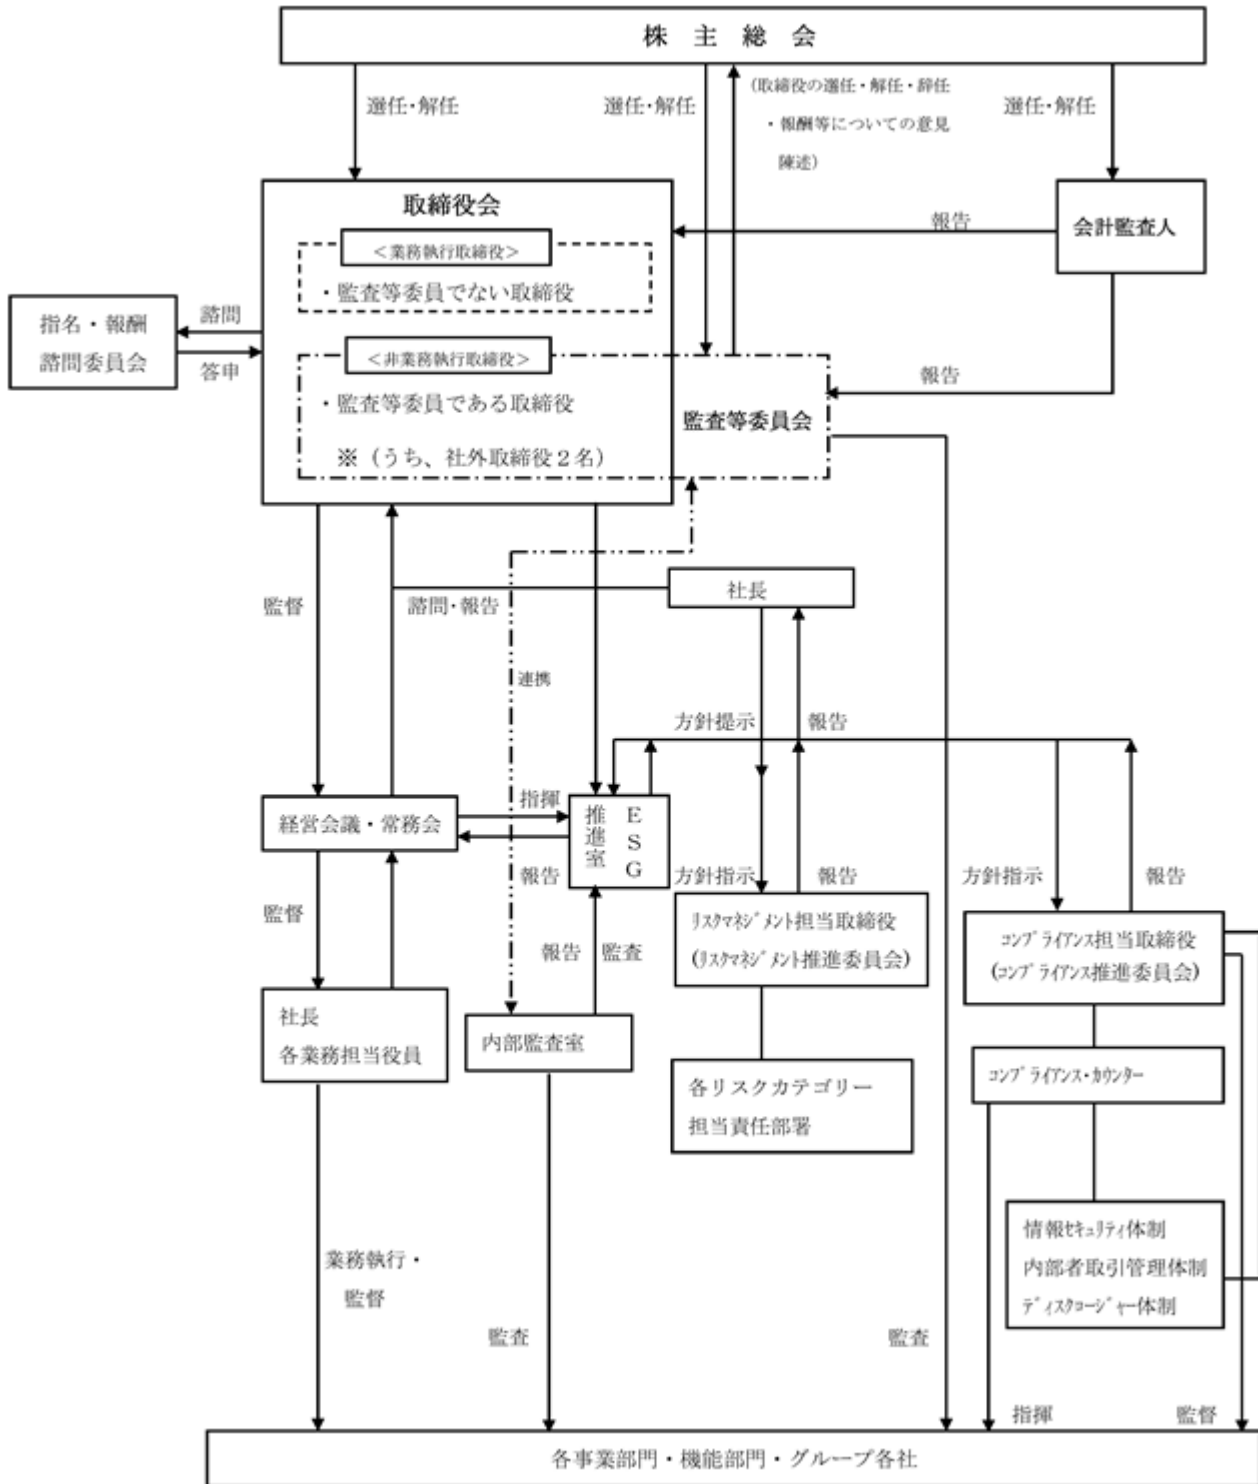 株 主 総 会
選任・解任
選任・解任
(取締役の選任・解任・辞任
・報酬等についての意見
陳述)
選任・解任
取締役会
<業務執行取締役>
・監査等委員でない取締役
会計監査人
報告
指名・報酬
諮問委員会
諮問
答申
<非業務執行取締役>
・監査等委員である取締役
※(うち、社外取締役2名)
監査等委員会
報告
監督
諮問・報告
社長
連携
方針提示
報告
経営会議・常務会
指揮
報告
ESG
推進室
監督
方針指示
報告
方針指示
報告
報告
監査
リスクマネジメント担当取締役
(リスクマネジメント推進委員会)
コンプライアンス担当取締役
(コンプライアンス推進委員会)
社長
各業務担当役員
内部監査室
各リスクカテゴリー
担当責任部署
コンプライアンス・カウンター
情報セキュリティ体制
内部者取引管理体制
ディスクロージャー体制
業務執行・
監督
監査
監査
指揮
監督
各事業部門・機能部門・グループ各社